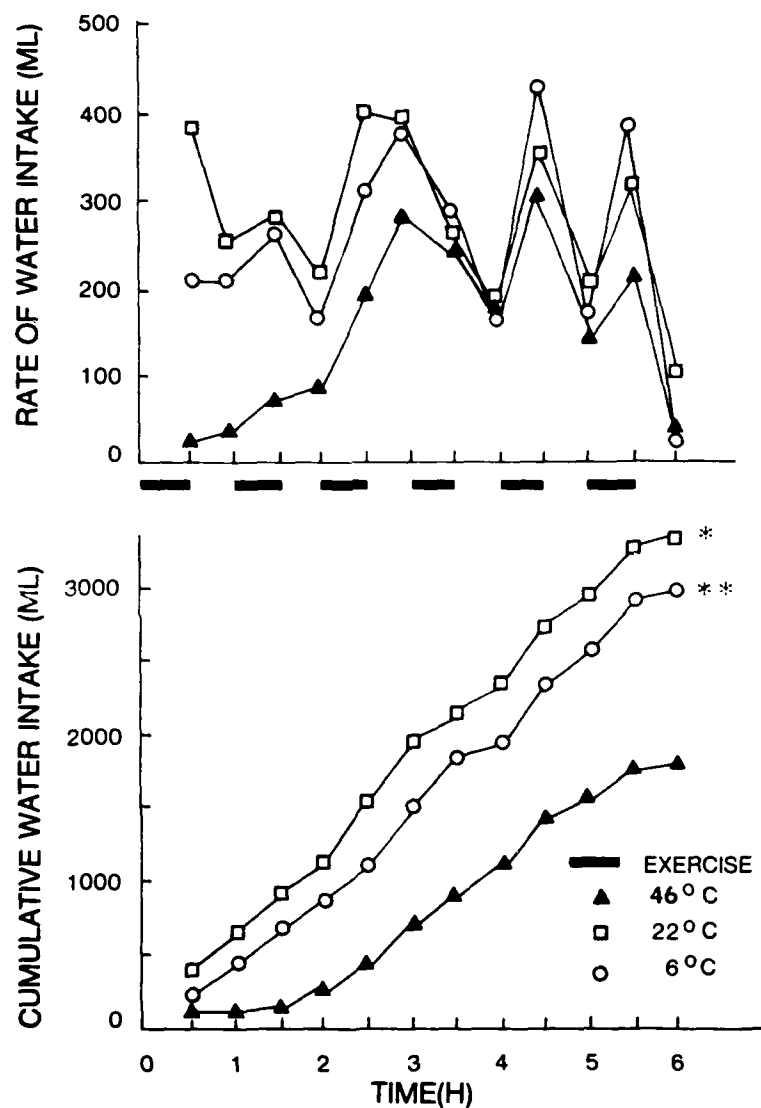 RATE OF WATER INTAKE (ML)
500
400
300
200
100
0
CUMULATIVE WATER INTAKE (ML)
3000
2000
1000
0
*
**
EXERCISE
46°C
22°C
6°C
0 1 2 3 4 5 6
TIME(H)